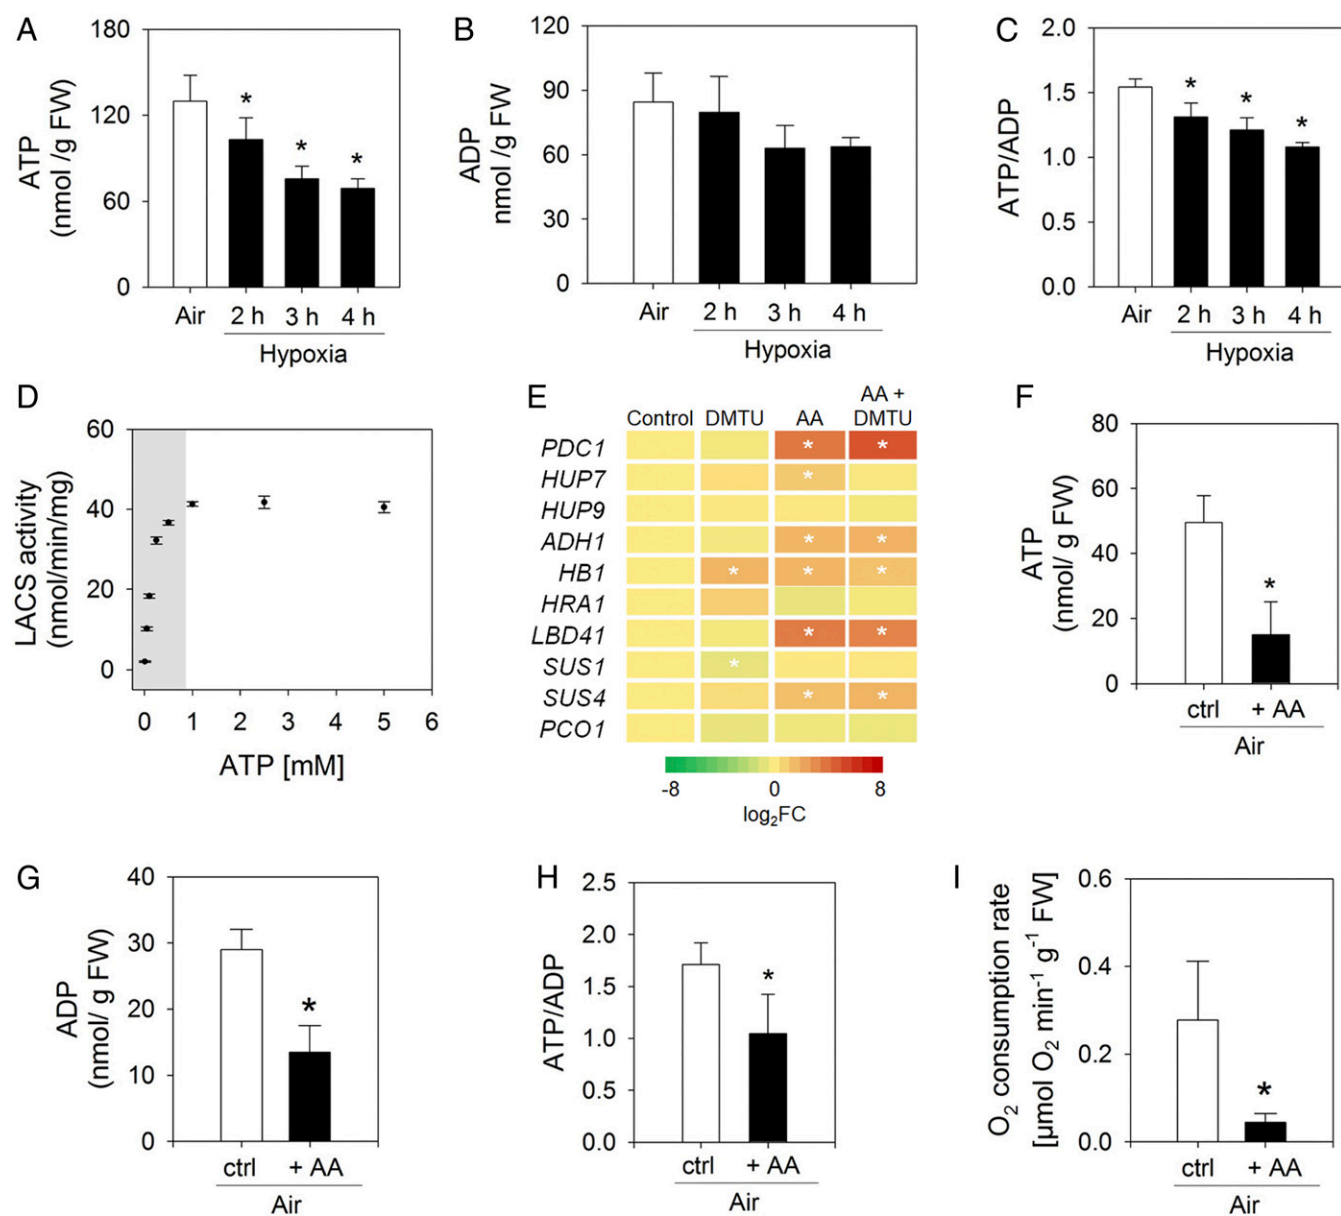 A
ATP
(nmol /g FW)
180
120
60
0
Air
2 h
3 h
4 h
Hypoxia
*
*
*
B
ADP
nmol /g FW
120
90
60
30
0
Air
2 h
3 h
4 h
Hypoxia
C
ATP/ADP
2.0
1.5
1.0
0.5
0.0
Air
2 h
3 h
4 h
Hypoxia
*
*
*
D
LACS activity
(nmol/min/mg)
60
40
20
0
0 1 2 3 4 5 6
ATP [mM]
E
Control DMTU AA AA +
DMTU
PDC1 * *
HUP7 *
HUP9
ADH1 * *
HB1 * * *
HRA1
LBD41 * *
SUS1 *
SUS4 * *
PCO1
-8 0 8
log₂FC
F
ATP
(nmol/ g FW)
80
60
40
20
0
*
ctrl + AA
Air
G
ADP
(nmol/ g FW)
40
30
20
10
0
*
ctrl + AA
Air
H
ATP/ADP
2.5
2.0
1.5
1.0
0.5
0.0
*
ctrl + AA
Air
I
O₂ consumption rate
[µmol O₂ min⁻¹ g⁻¹ FW]
0.6
0.4
0.2
0.0
*
ctrl + AA
Air